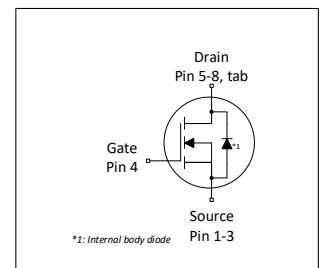 Drain
Pin 5-8, tab
*1
Gate
Pin 4
Source
Pin 1-3
*1: Internal body diode